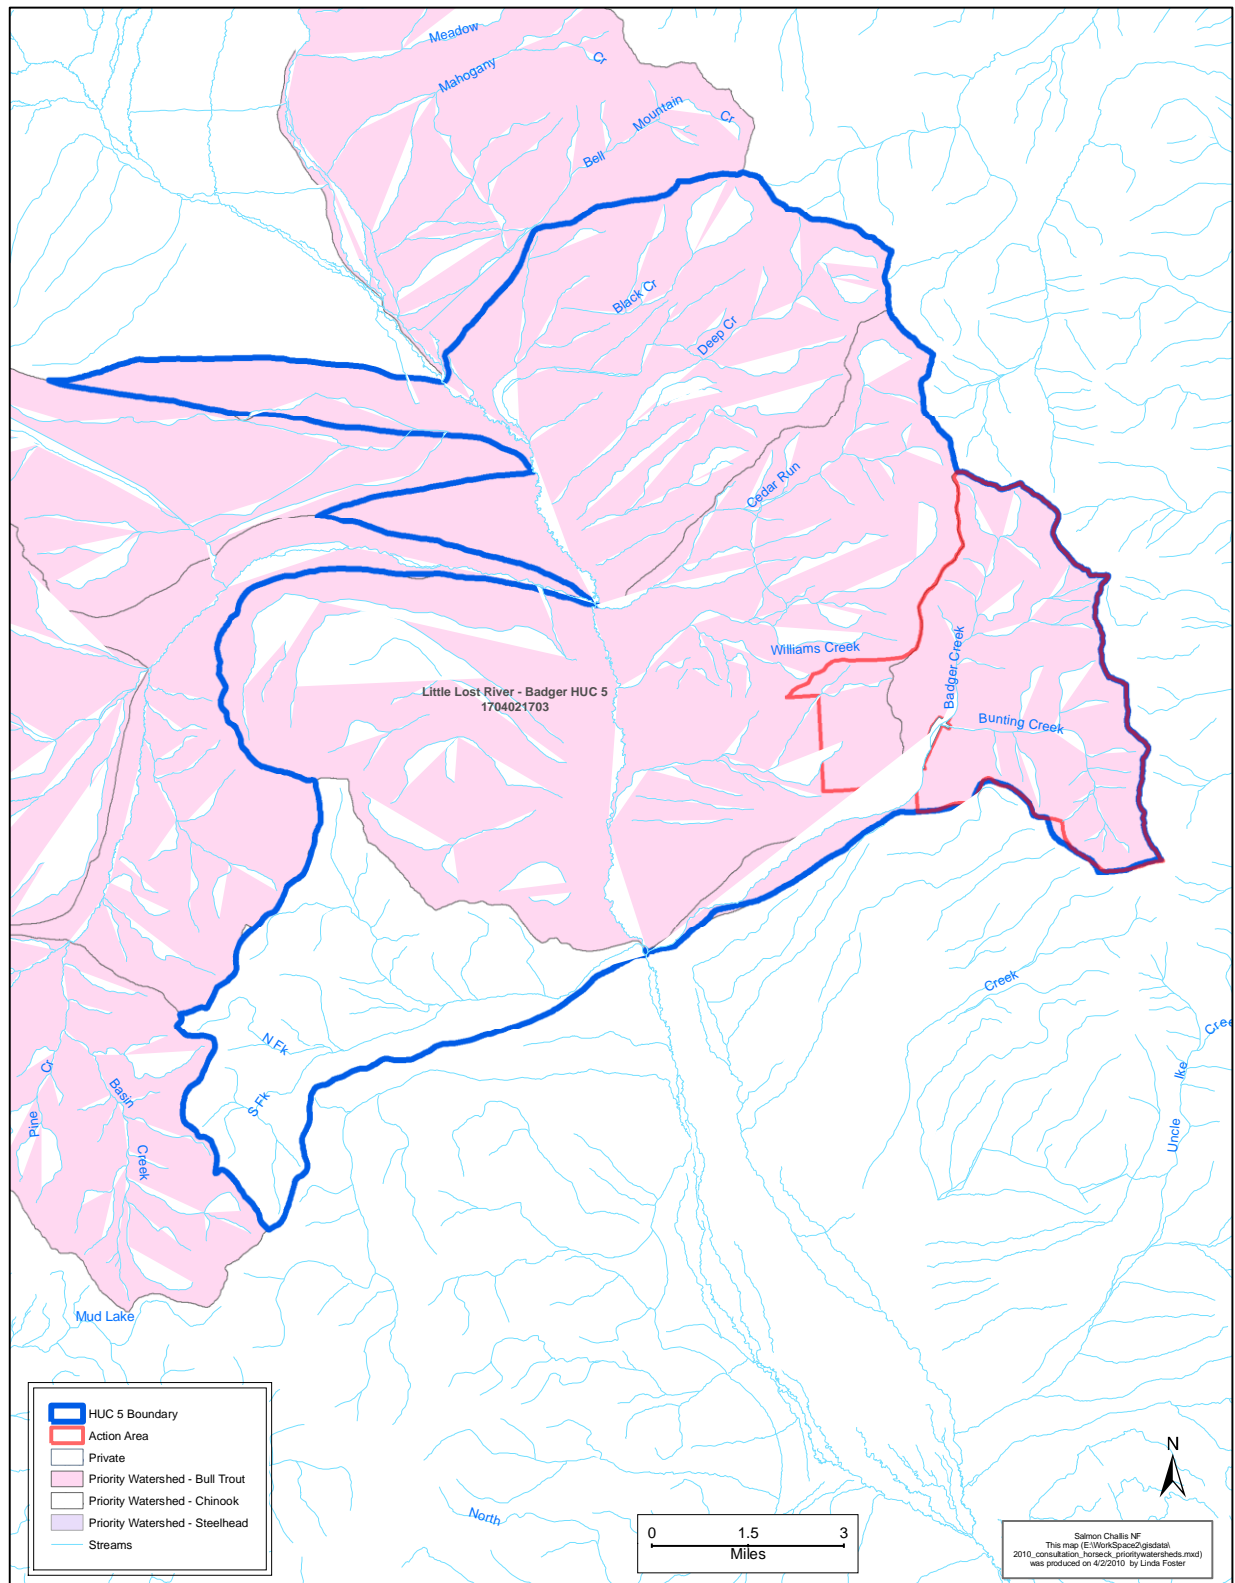 Meadow
Mahogany
Cr
Mountain
Cr
Bell
Black Cr
Deep Cr
Cedar Run
Williams Creek
Badger Creek
Bunting Creek
Little Lost River - Badger HUC 5
1704021703
Creek
Cree
Ike
Uncle
N Fk
S Fk
Cr
Pine
Basin
Creek
Mud Lake
North
HUC 5 Boundary
Action Area
Private
Priority Watershed - Bull Trout
Priority Watershed - Chinook
Priority Watershed - Steelhead
Streams
0 1.5 3
Miles
N
Salmon Challis NF
This map (E:\WorkSpace2\gisdata\
2010_consultation_horseck_prioritywatersheds.mxd)
was produced on 4/2/2010 by Linda Foster